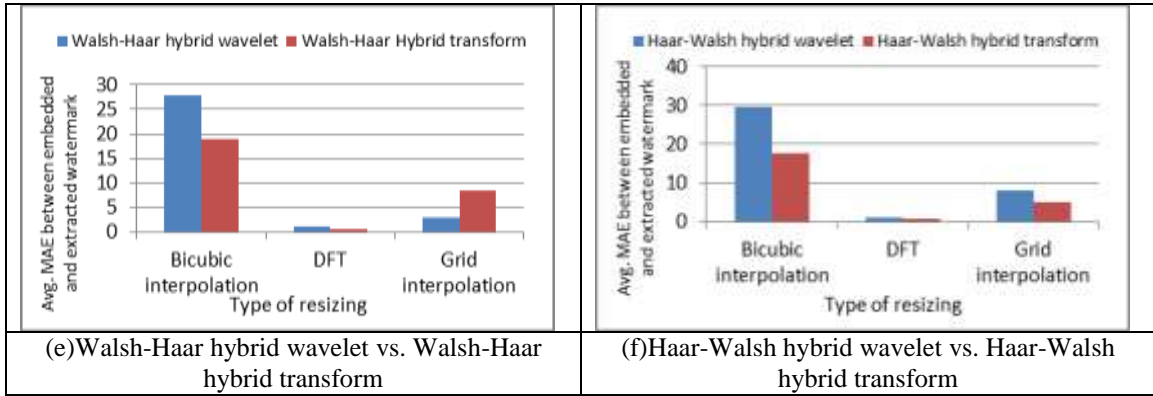 Walsh-Haar hybrid wavelet Walsh-Haar Hybrid transform
Avg. MAE between embedded
and extracted watermark
30
25
20
15
10
5
0
Bicubic DFT Grid
interpolation interpolation
Type of resizing
(e)Walsh-Haar hybrid wavelet vs. Walsh-Haar
hybrid transform
Haar-Walsh hybrid wavelet Haar-Walsh hybrid transform
Avg. MAE between embedded
and extracted watermark
40
30
20
10
0
Bicubic DFT Grid
interpolation interpolation
Type of resizing
(f)Haar-Walsh hybrid wavelet vs. Haar-Walsh
hybrid transform